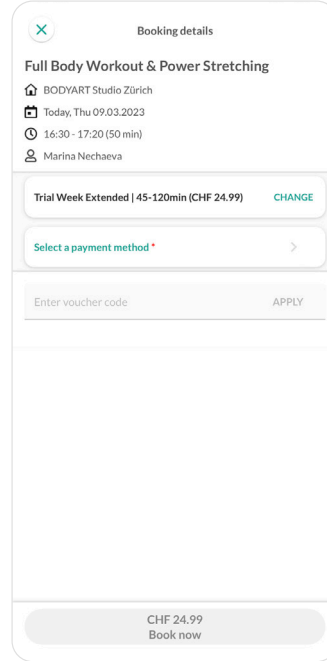 Booking details
Full Body Workout & Power Stretching
BODYART Studio Zürich
Today, Thu 09.03.2023
16:30 - 17:20 (50 min)
Marina Nechaeva
Trial Week Extended | 45-120min (CHF 24.99) CHANGE
Select a payment method *
Enter voucher code APPLY
CHF 24.99
Book now